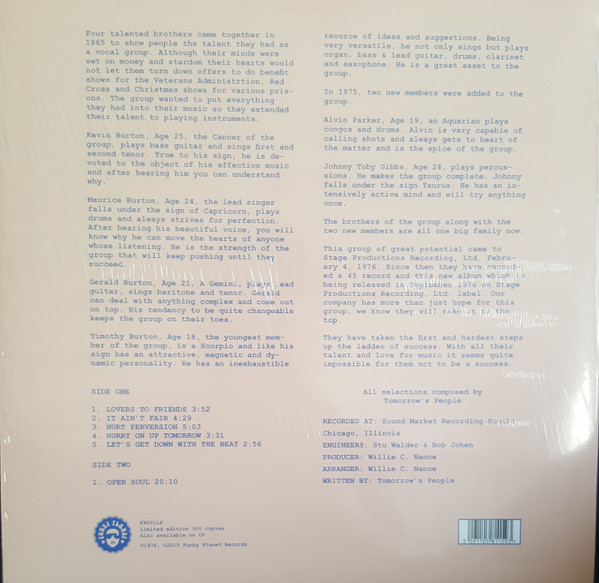 Four talented brothers came together in
1965 to show people the talent they had as
a vocal group. Although their minds were
set on money and stardom their hearts would
not let them turn down offers to do benefit
shows for the Veterans Administrtion, Red
Cross and Christmas shows for various pris-
ons. The group wanted to put everything
they had into their music so they extended
their talent to playing instruments.
Kevin Burton, Age 25, the Cancer of the
group, plays bass guitar and sings first and
second tenor. True to his sign, he is de-
voted to the object of his affection music
and after hearing him you can understand
why.
Maurice Burton, Age 24, the lead singer
falls under the sign of Capricorn, plays
drums and always strives for perfection.
After hearing his beautiful voice, you will
know why he can move the hearts of anyone
whose listening. He is the strength of the
group that will keep pushing until they
succeed.
Gerald Burton, Age 21, A Gemini, plays lead
guitar, sings baritone and tenor. Gerald
can deal with anything complex and come out
on top. His tendency to be quite changeable
keeps the group on their toes.
Timothy Burton, Age 18, the youngest mem-
ber of the group, is a Scorpio and like his
sign has an attractive, magnetic and dy-
namic personality. He has an inexhaustible
reource of ideas and suggestions. Being
very versatile, he not only sings but plays
organ, bass & lead guitar, drums, clarinet
and saxophone. He is a great asset to the
group.
In 1975, two new members were added to the
group.
Alvin Parker, Age 19, an Aquarian plays
congos and drums. Alvin is very capable of
calling shots and always gets to heart of
the matter and is the spice of the group.
Johnny Toby Gibbs, Age 24, plays percus-
sions. He makes the group complete. Johnny
falls under the sign Taurus. He has an in-
tensively active mind and will try anything
once.
The brothers of the group along with the
two new members are all one big family now.
This group of great potential came to
Stage Productions Recording, Ltd. Febru-
ary 4, 1976. Since then they have record-
ed a 45 record and this new album which is
being released in September 1976 on Stage
Productions Recording, Ltd. label. Our
company has more than just hope for this
group, we know they will make it to the
top.
They have taken the first and hardest steps
up the ladder of success. With all their
talent and love for music it seems quite
impossible for them not to be a success.
SIDE ONE
1. LOVERS TO FRIENDS 3:52
2. IT AIN'T FAIR 4:29
3. HURT PERVERSION 5:03
4. HURRY ON UP TOMORROW 3:31
5. LET'S GET DOWN WITH THE BEAT 2:56
SIDE TWO
1. OPEN SOUL 20:10
All selections composed by
Tomorrow's People
RECORDED AT: Sound Market Recording Studio
Chicago, Illinois
ENGINEERS: Stu Walder & Bob Johen
PRODUCER: Willie C. Nance
ARRANGER: Willie C. Nance
WRITTEN BY: Tomorrow's People
FP001LP
Limited edition 500 copies
Also available on CD
℗1976, ©2015 Funky Planet Records